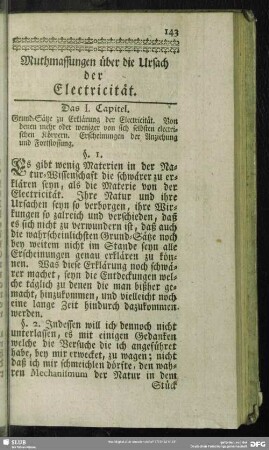 143
Muthmassungen über die Ursach
der
Electricität.
Das I. Capitel.
Grund-Sätze zu Erklärung der Electricität. Von
denen mehr oder weniger von sich selbsten electri-
schen Körpern. Erscheinungen der Anziehung
und Fortstossung.
§. 1.
Es gibt wenig Materien in der Na-
tur-Wissenschaft die schwärer zu er-
klären seyn, als die Materie von der
Electricität. Ihre Natur und ihre
Ursachen seyn so verborgen, ihre Wir-
kungen so zalreich und verschieden, daß
es sich nicht zu verwundern ist, daß auch
die wahrscheinlichsten Grund-Sätze noch
bey weitem nicht im Stande seyn alle
Erscheinungen genau erklären zu kön-
nen. Was diese Erklärung noch schwä-
rer machet, seyn die Entdeckungen wel-
che täglich zu denen die man bißher ge-
macht, hinzukommen, und vielleicht noch
eine lange Zeit hindurch dazukommen
werden.
§. 2. Indessen will ich dennoch nicht
unterlassen, es mit einigen Gedanken
welche die Versuche die ich angeführet
habe, bey mir erwecket, zu wagen; nicht
daß ich mir schmeichlen dörfte, den wah-
ren Mechanismum der Natur in dem
Stück
SLUB